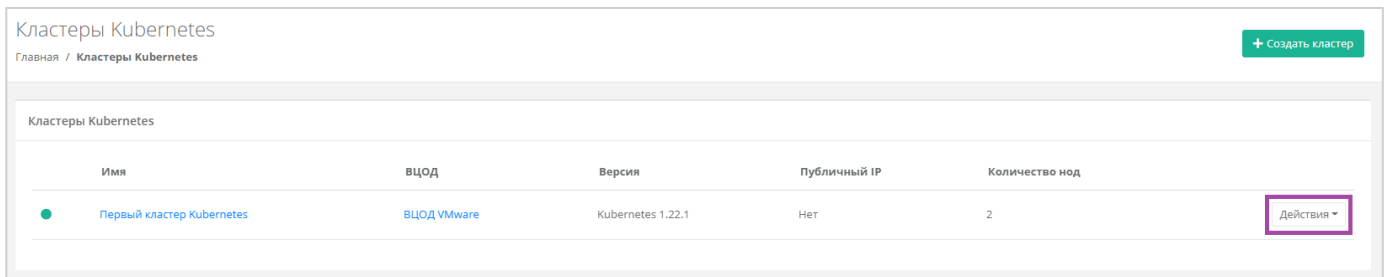 Кластеры Kubernetes
Главная / Кластеры Kubernetes
+ Создать кластер
Кластеры Kubernetes
Имя ВЦОД Версия Публичный IP Количество нод
Первый кластер Kubernetes ВЦОД VMware Kubernetes 1.22.1 Нет 2 Действия